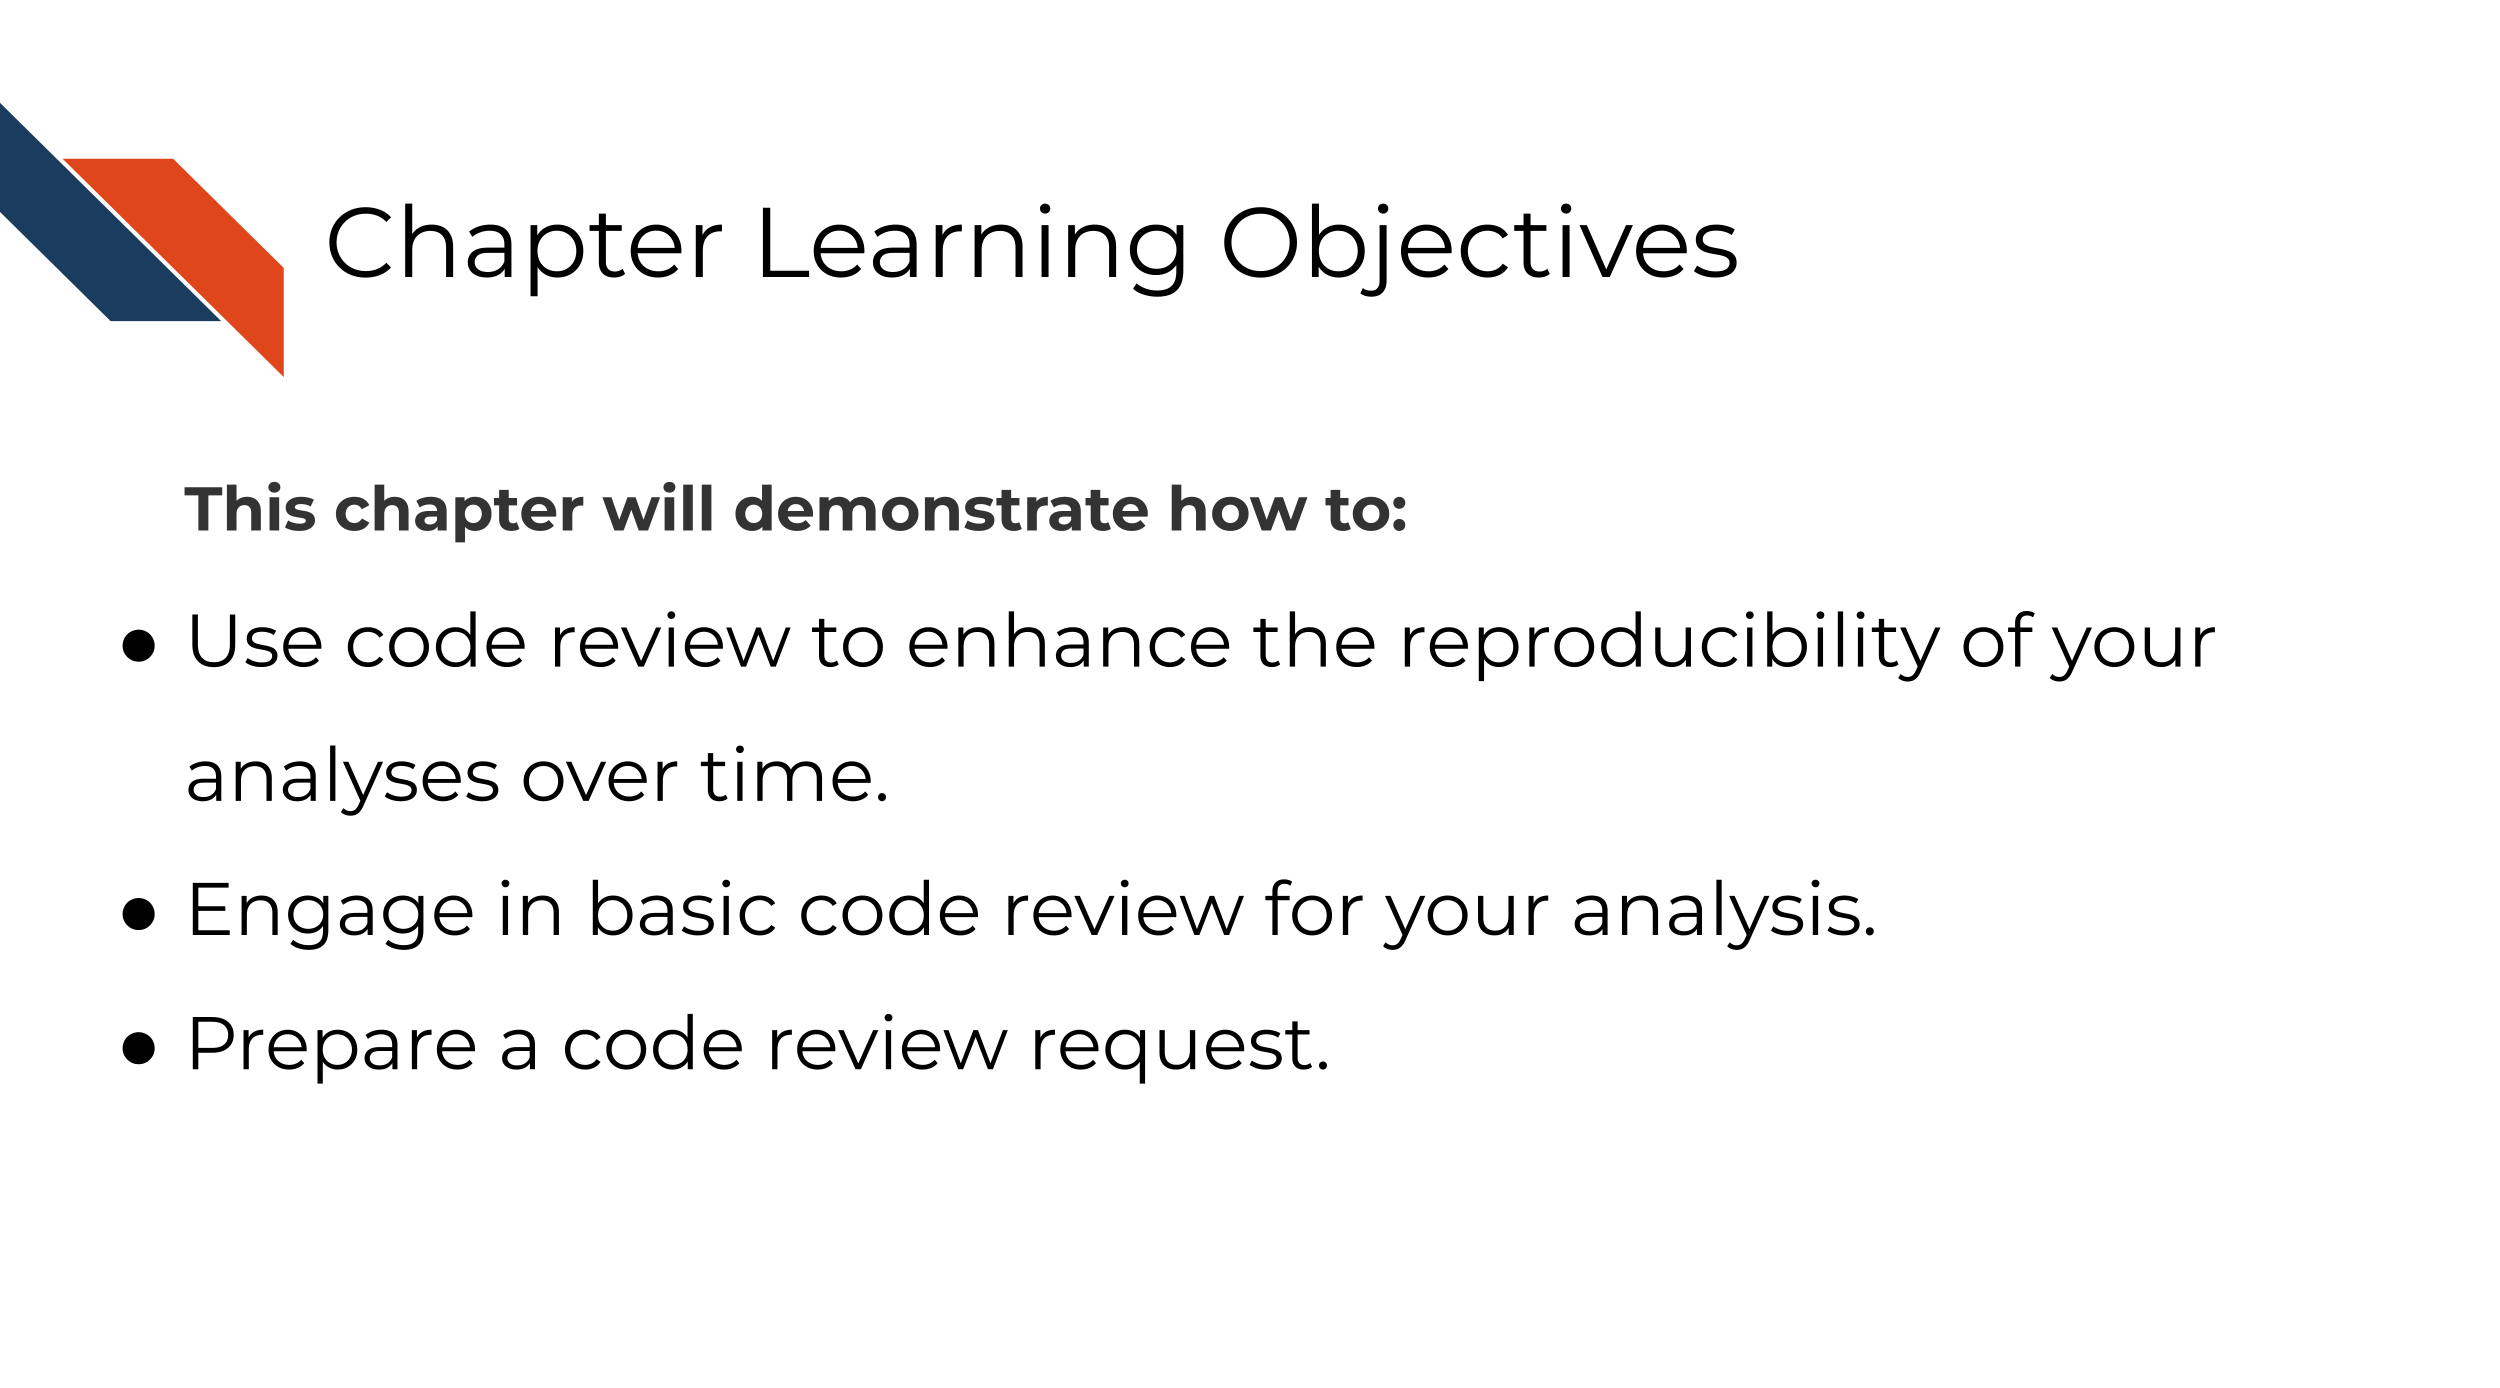 Chapter Learning Objectives
This chapter will demonstrate how to:
● Use code review to enhance the reproducibility of your
analyses over time.
● Engage in basic code review for your analysis.
● Prepare a code review request.